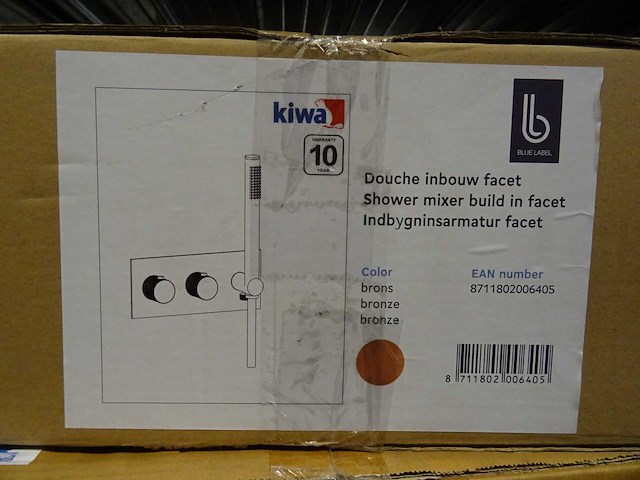 kiwa
WARRANTY
10
YEARS
BLUE LABEL
Douche inbouw facet
Shower mixer build in facet
Indbygninsarmatur facet
Color
brons
bronze
bronze
EAN number
8711802006405
8 711802 006405